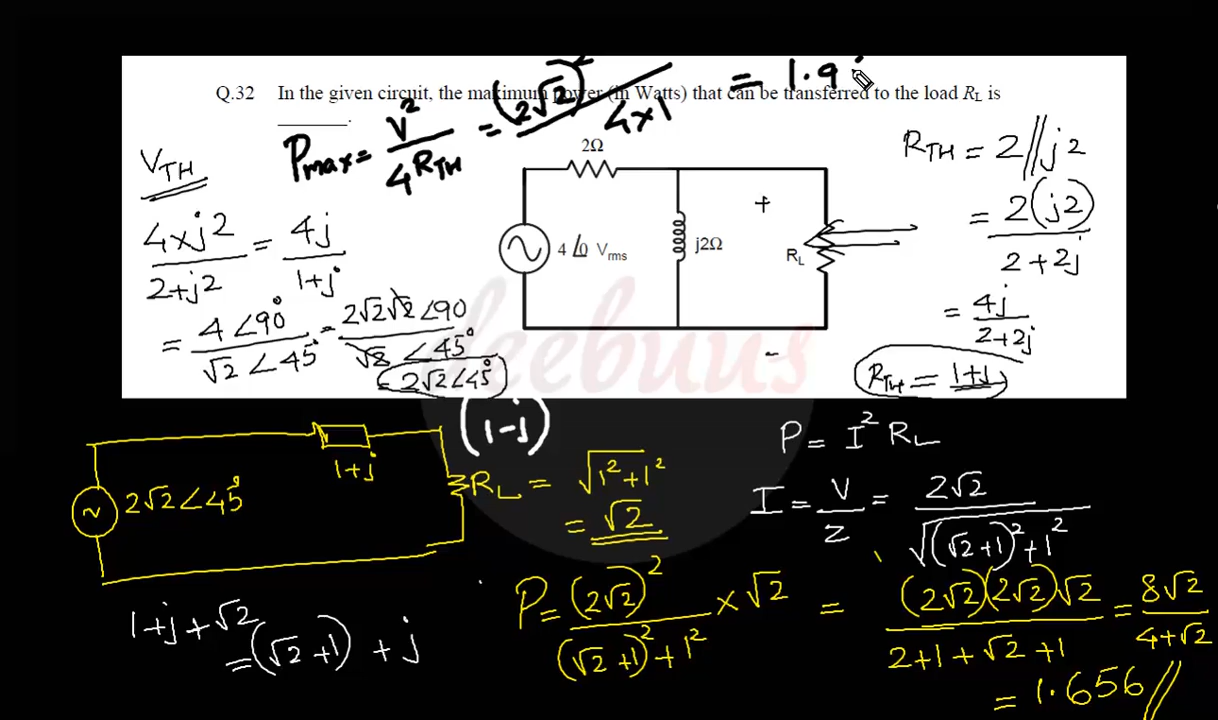 Q.32 In the given circuit, the maximum power (in Watts) that can be transferred to the load RL is
Pmax = V²/4RTH = (2√2)²/4×1 = 1.9
VTH
4×j2/2+j2 = 4j/1+j
= 4∠90°/√2∠45° = 2√2√2∠90/√2∠45°
= 2√2∠45°
2Ω
4∠0 Vrms
j2Ω
+
RL
-
RTH = 2//j2
= 2(j2)/2+2j
= 4j/2+2j
RTH = 1+j
(1-j)
2√2∠45°
1+j
RL = √1²+1²
= √2
1+j+√2
= (√2+1)+j
P = I² RL
I = V/Z = 2√2/√(√2+1)²+1²
P = (2√2)²/(√2+1)²+1² × √2 = (2√2)(2√2)√2/2+1+√2+1 = 8√2/4+√2
= 1.656//
deebuus